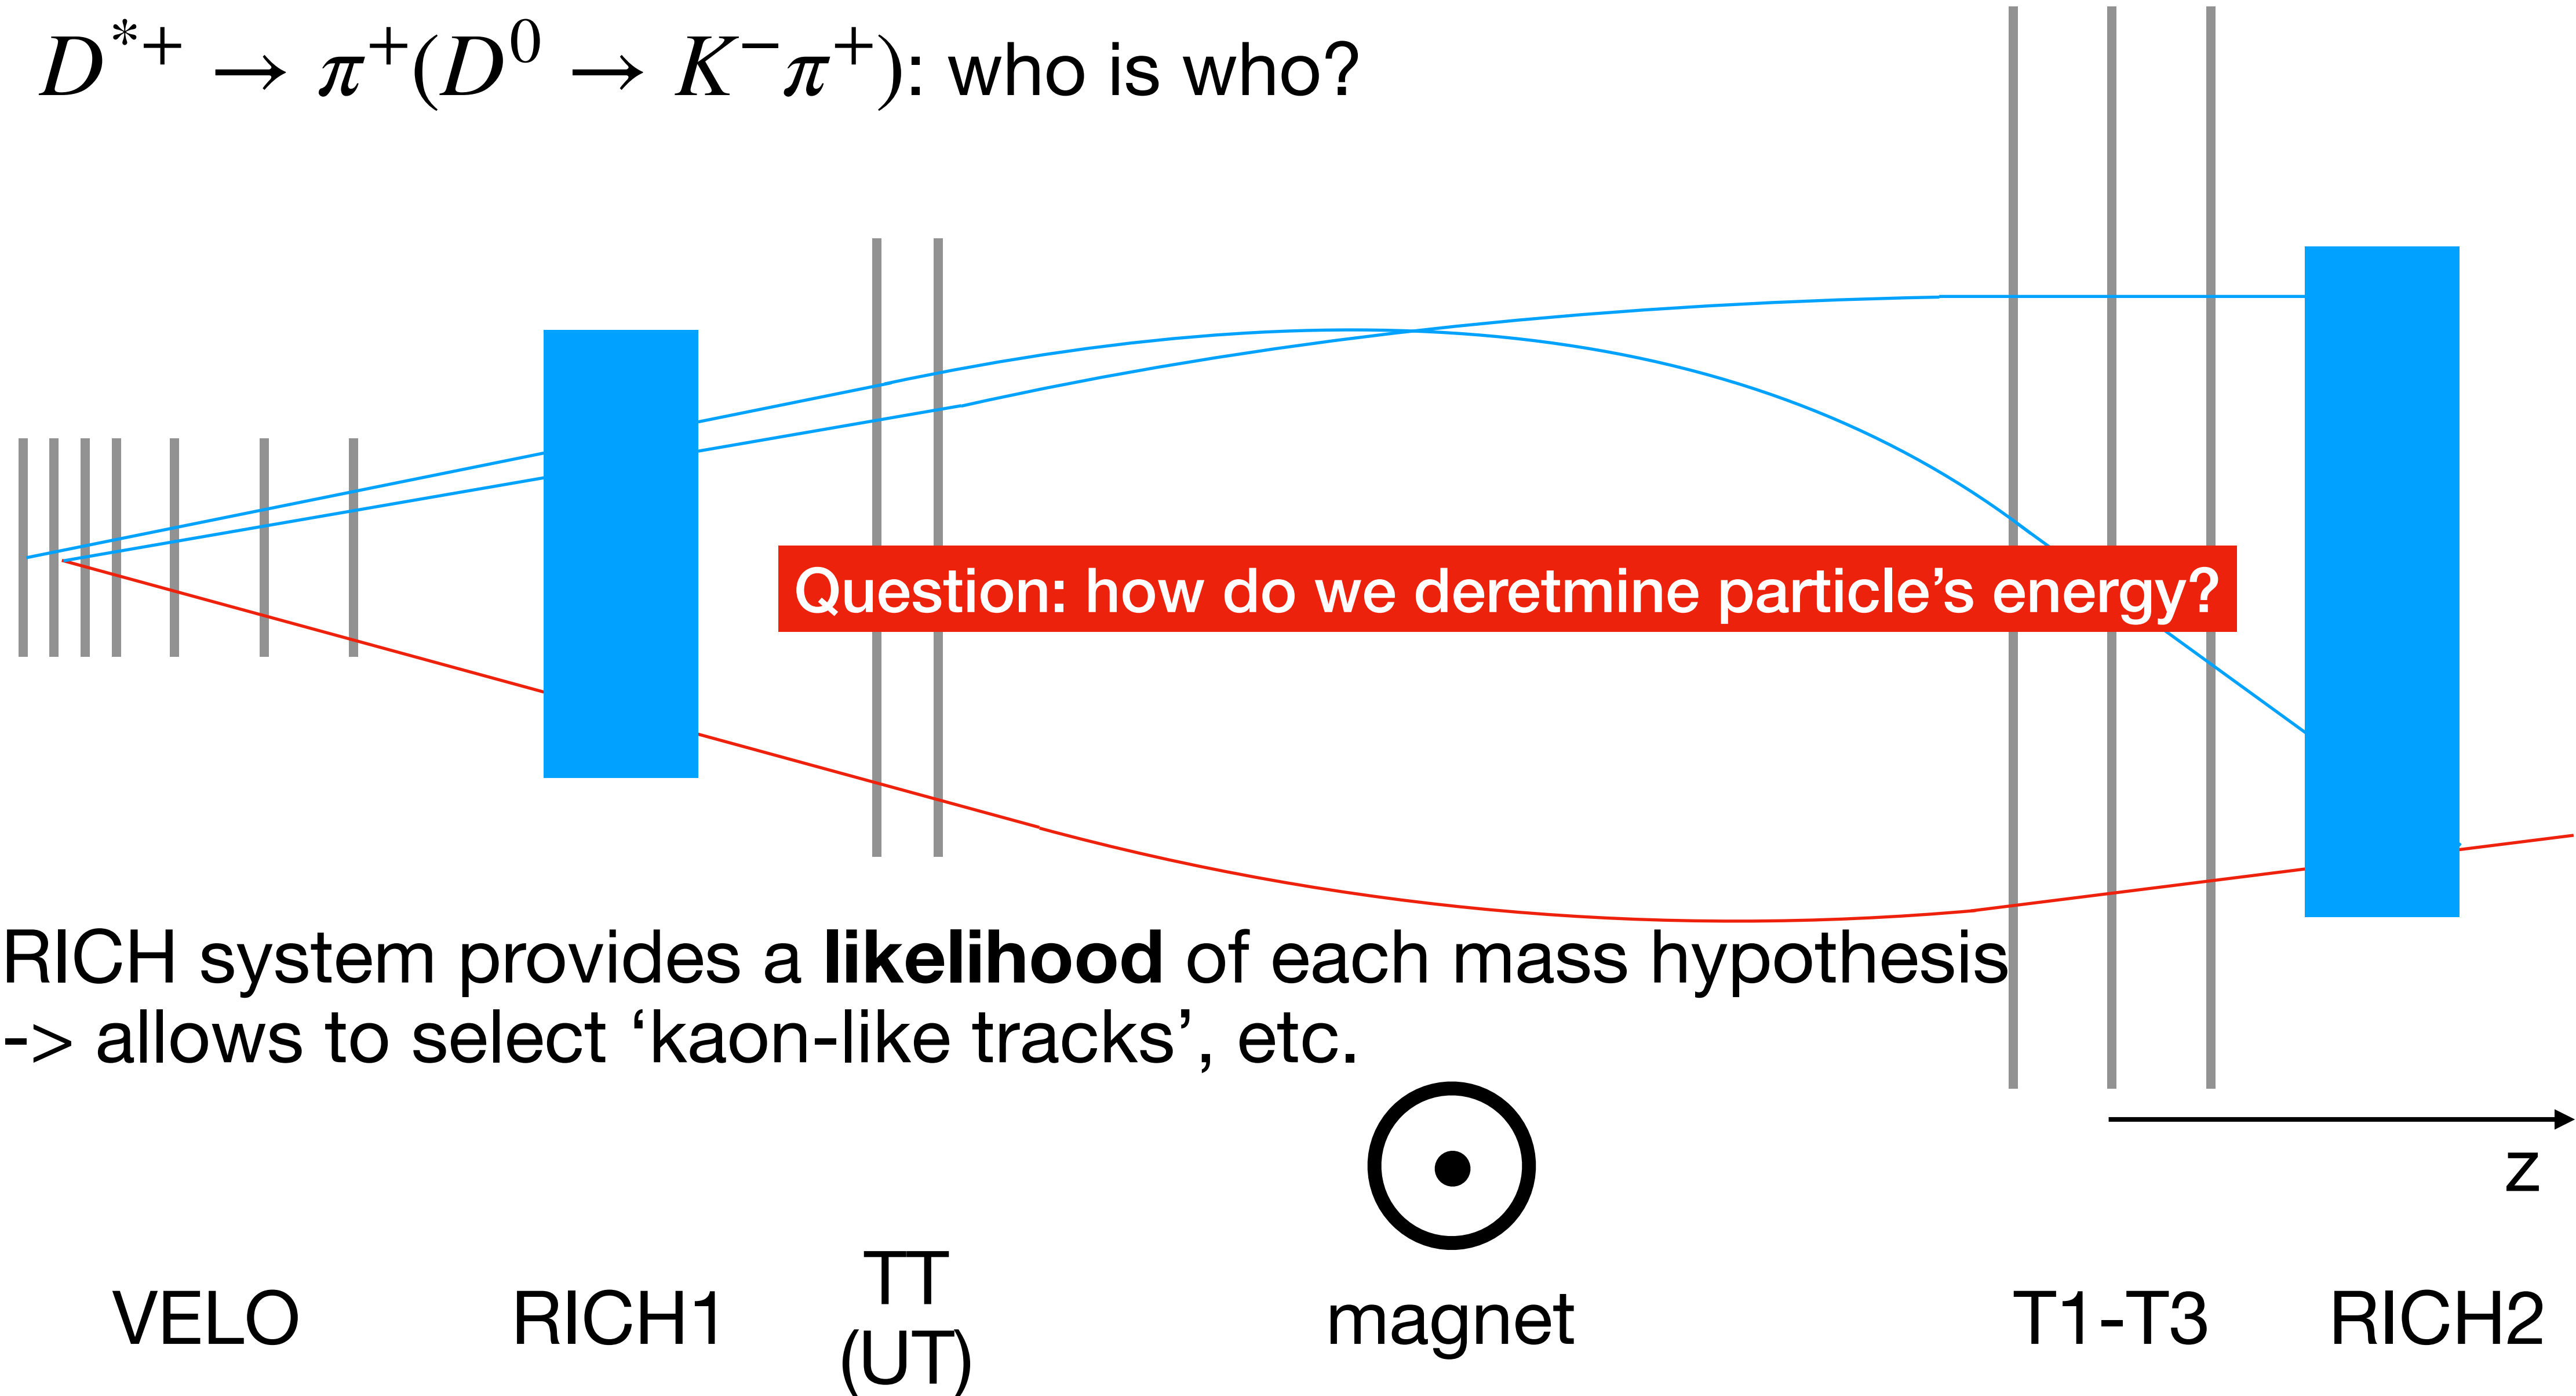 D*+ → π+(D0 → K−π+): who is who?
Question: how do we deretmine particle’s energy?
RICH system provides a likelihood of each mass hypothesis
-> allows to select ‘kaon-like tracks’, etc.
z
VELO
RICH1
TT
(UT)
magnet
T1-T3
RICH2